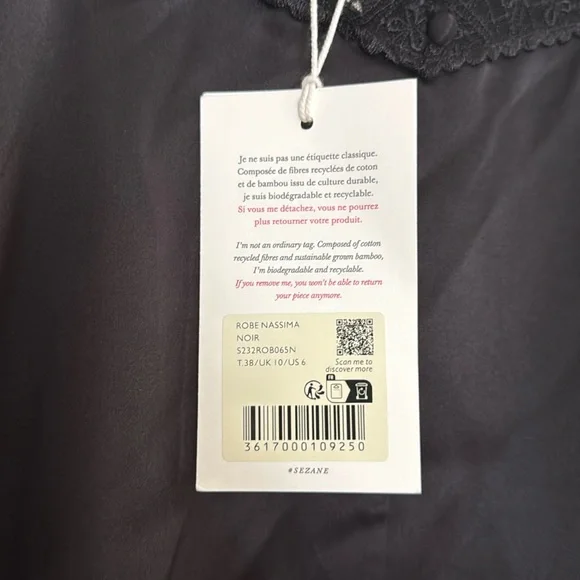 Je ne suis pas une étiquette classique.
Composée de fibres recyclées de coton
et de bambou issu de culture durable,
je suis biodégradable et recyclable.
Si vous me détachez, vous ne pourrez
plus retourner votre produit.
I'm not an ordinary tag. Composed of cotton
recycled fibres and sustainable grown bamboo,
I'm biodegradable and recyclable.
If you remove me, you won't be able to return
your piece anymore.
ROBE NASSIMA
NOIR
S232ROB065N
T.38/UK 10/US 6
Scan me to
discover more
FR
3617000109250
#SEZANE